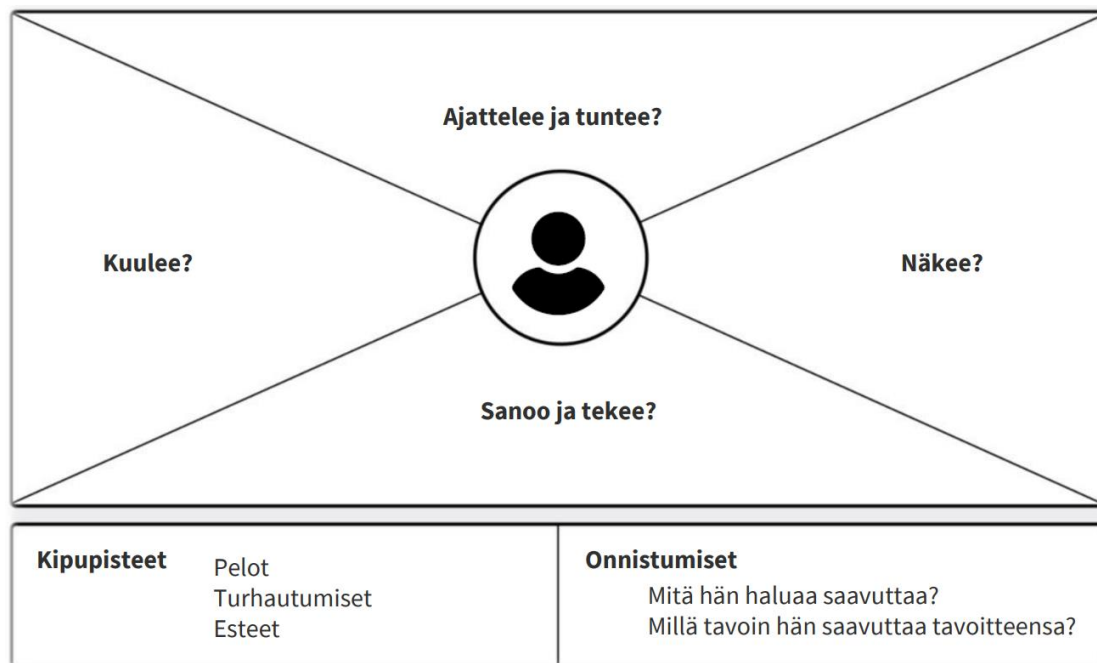 Ajattelee ja tuntee?
Kuulee?
Näkee?
Sanoo ja tekee?
Kipupisteet
Pelot
Turhautumiset
Esteet
Onnistumiset
Mitä hän haluaa saavuttaa?
Millä tavoin hän saavuttaa tavoitteensa?